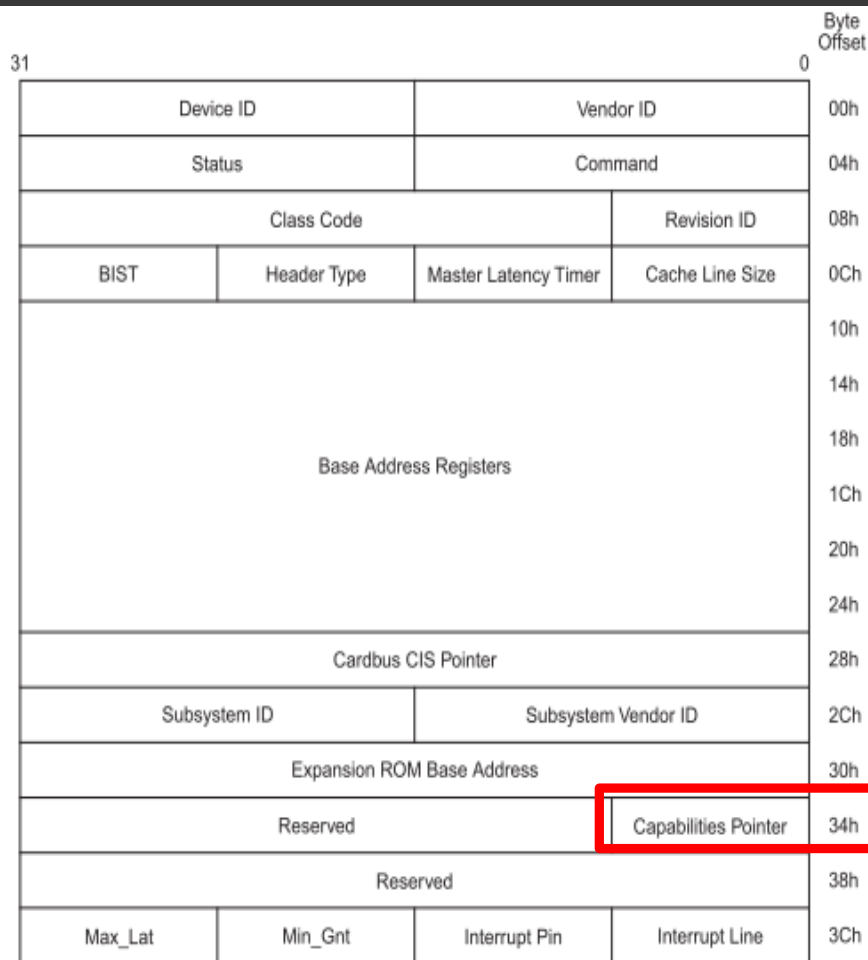 Byte
Offset
31 0
Device ID Vendor ID 00h
Status Command 04h
Class Code Revision ID 08h
BIST Header Type Master Latency Timer Cache Line Size 0Ch
10h
14h
18h
Base Address Registers
1Ch
20h
24h
Cardbus CIS Pointer 28h
Subsystem ID Subsystem Vendor ID 2Ch
Expansion ROM Base Address 30h
Reserved Capabilities Pointer 34h
Reserved 38h
Max_Lat Min_Gnt Interrupt Pin Interrupt Line 3Ch